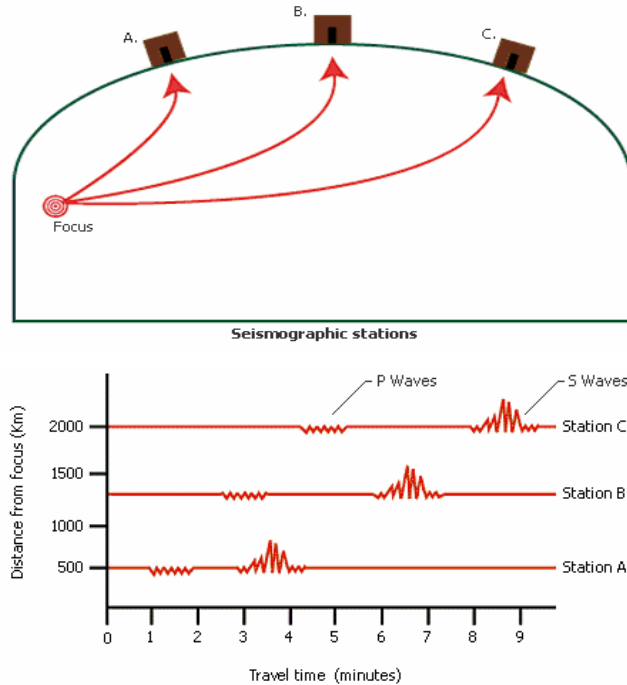 A.
B.
C.
Focus
Seismographic stations
P Waves
S Waves
Distance from focus (Km)
2000
Station C
1500
Station B
1000
500
Station A
0 1 2 3 4 5 6 7 8 9
Travel time (minutes)